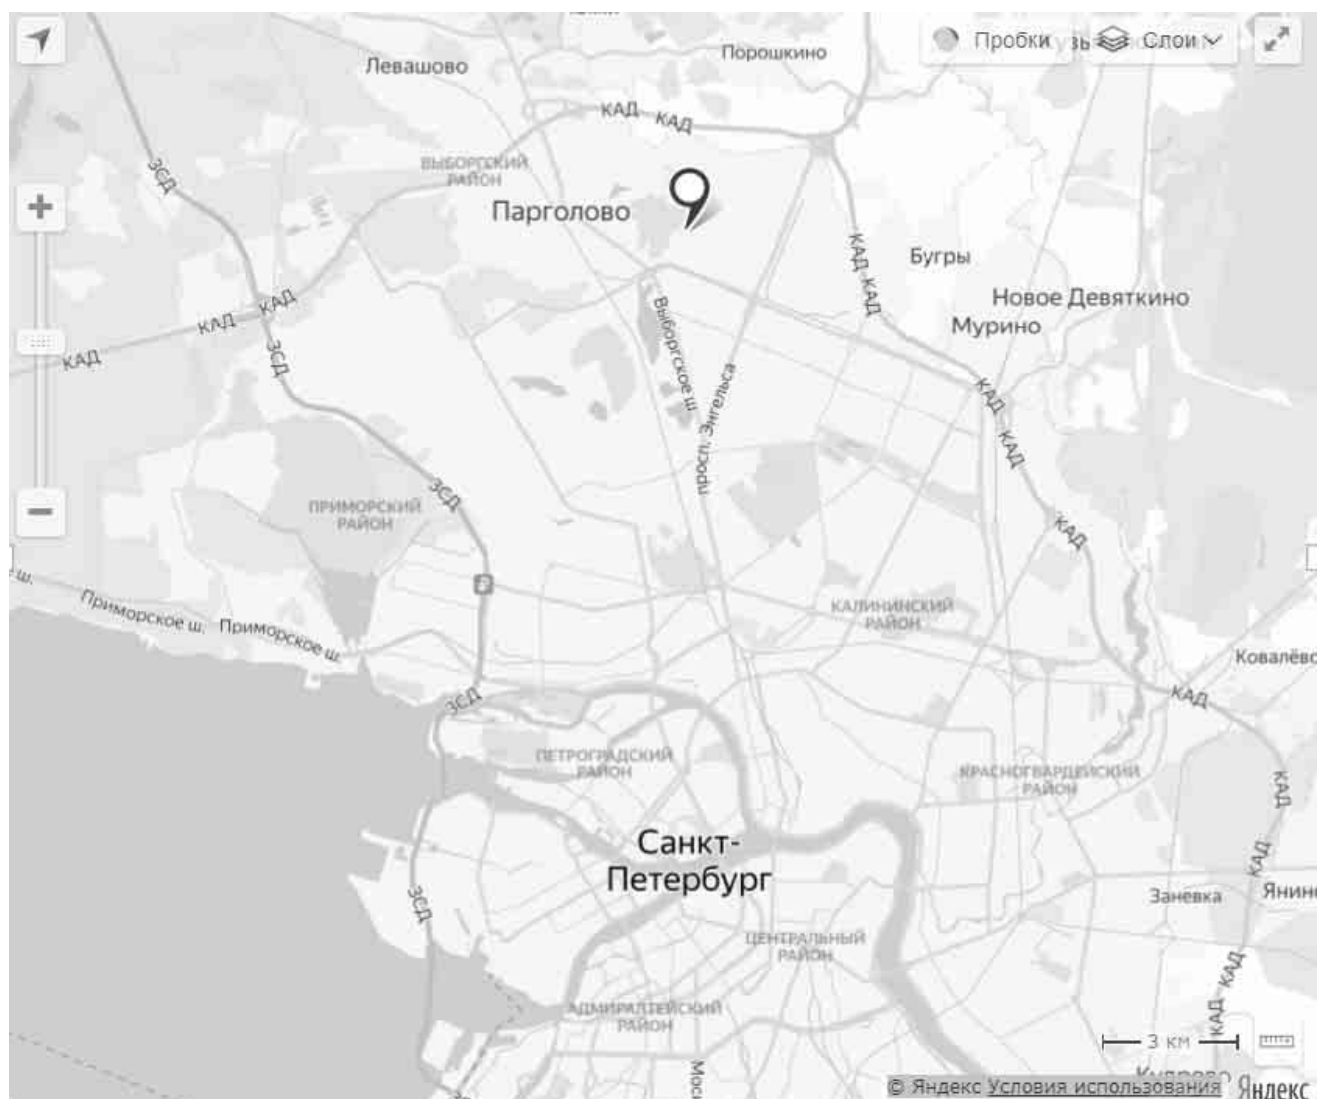 Пробки
Слои
Порошкино
Левашово
КАД
КАД
ВЫБОРГСКИЙ
РАЙОН
ЗСД
Парголово
Бугры
КАД
КАД
Новое Девяткино
Мурино
КАД
КАД
КАД
ЗСД
Выборгское ш.
просп. Энгельса
КАД
КАД
ЗСД
ПРИМОРСКИЙ
РАЙОН
КАД
ш.
Приморское ш.
Приморское ш.
КАЛИНИНСКИЙ
РАЙОН
Ковалёво
КАД
ЗСД
ПЕТРОГРАДСКИЙ
РАЙОН
КРАСНОГВАРДЕЙСКИЙ
РАЙОН
КАД
Санкт-
Петербург
КАД
ЗСД
Заневка
Янино
ЦЕНТРАЛЬНЫЙ
РАЙОН
КАД
КАД
АДМИРАЛТЕЙСКИЙ
РАЙОН
3 км
Мос
Кудрово
© Яндекс Условия использования
Яндекс